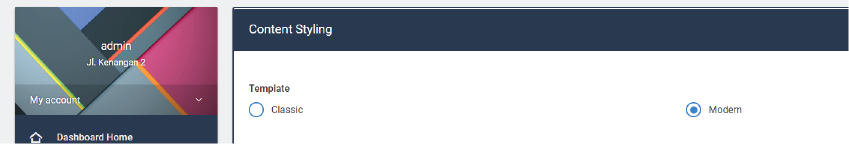 admin
Jl. Kenangan 2
My account
Dashboard Home
Content Styling
Template
Classic
Modern